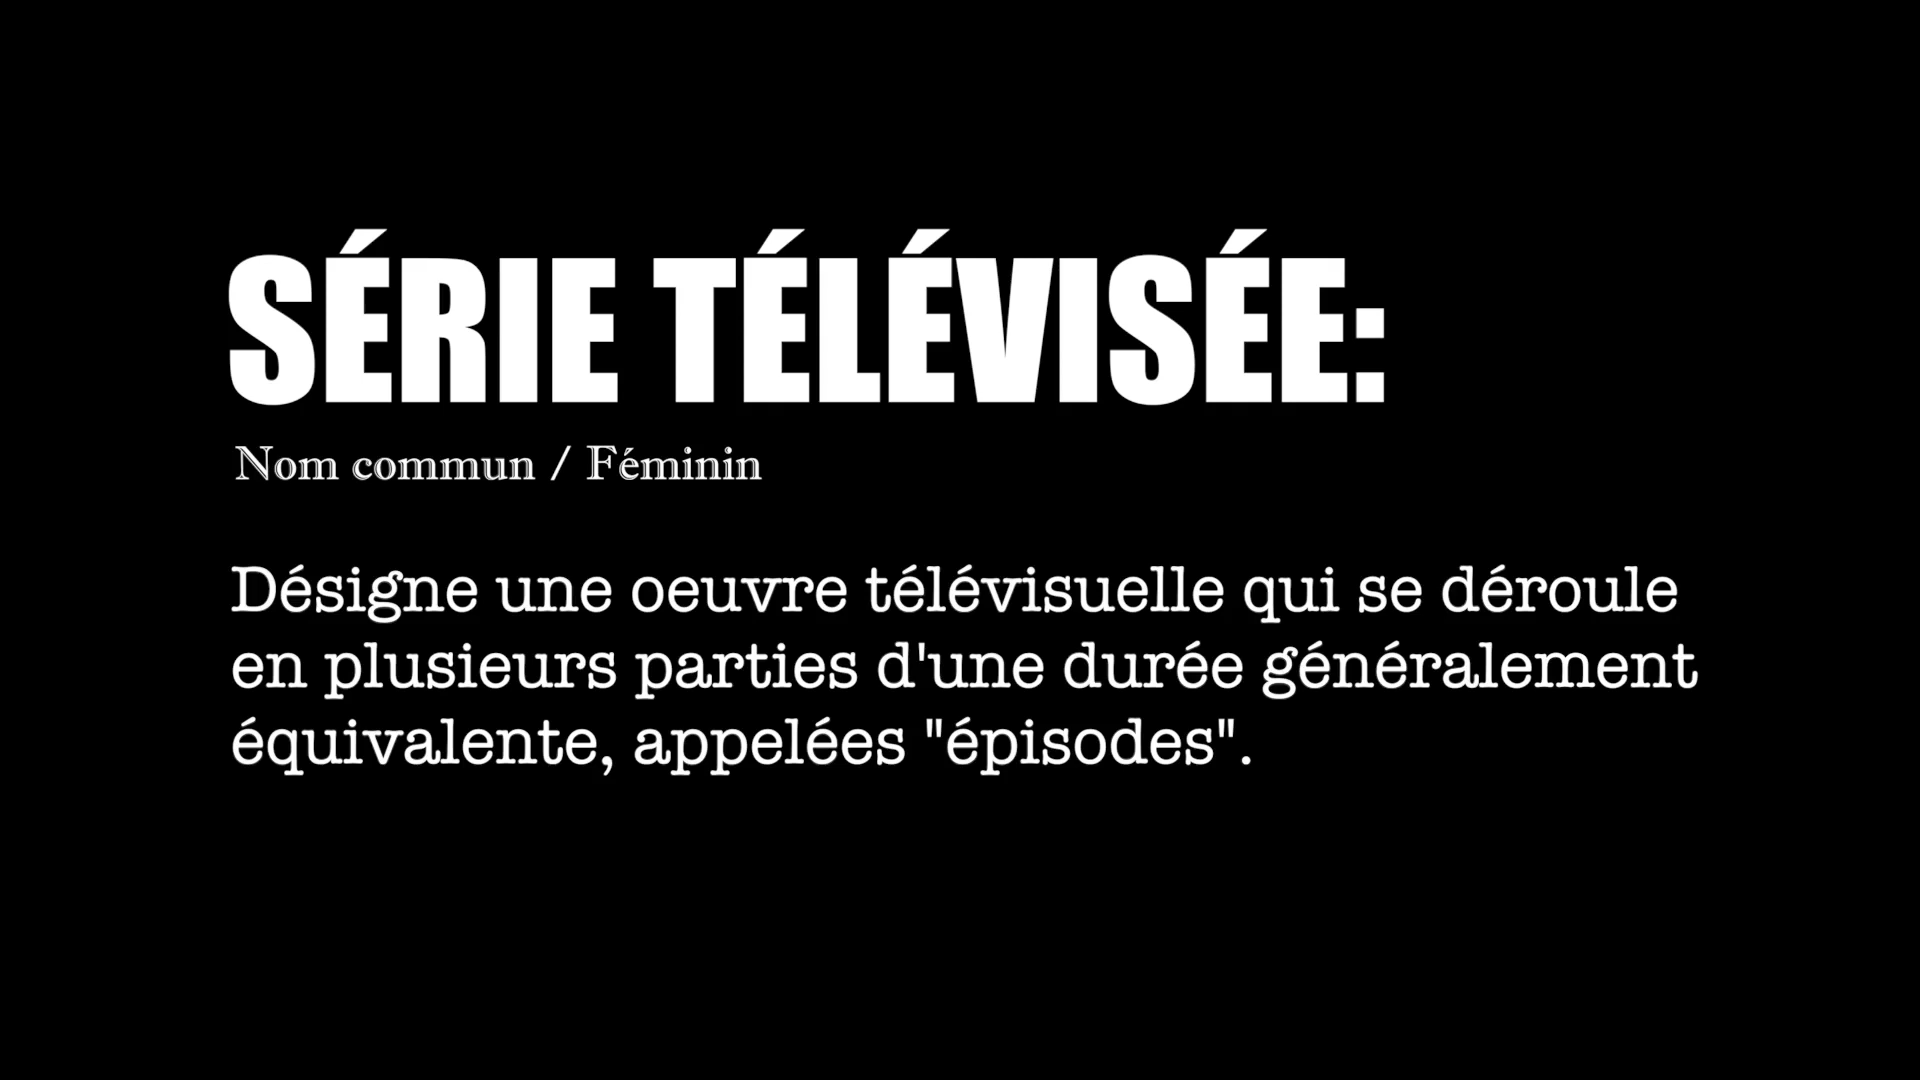 SÉRIE TÉLÉVISÉE:
Nom commun / Féminin
Désigne une oeuvre télévisuelle qui se déroule
en plusieurs parties d'une durée généralement
équivalente, appelées "épisodes".